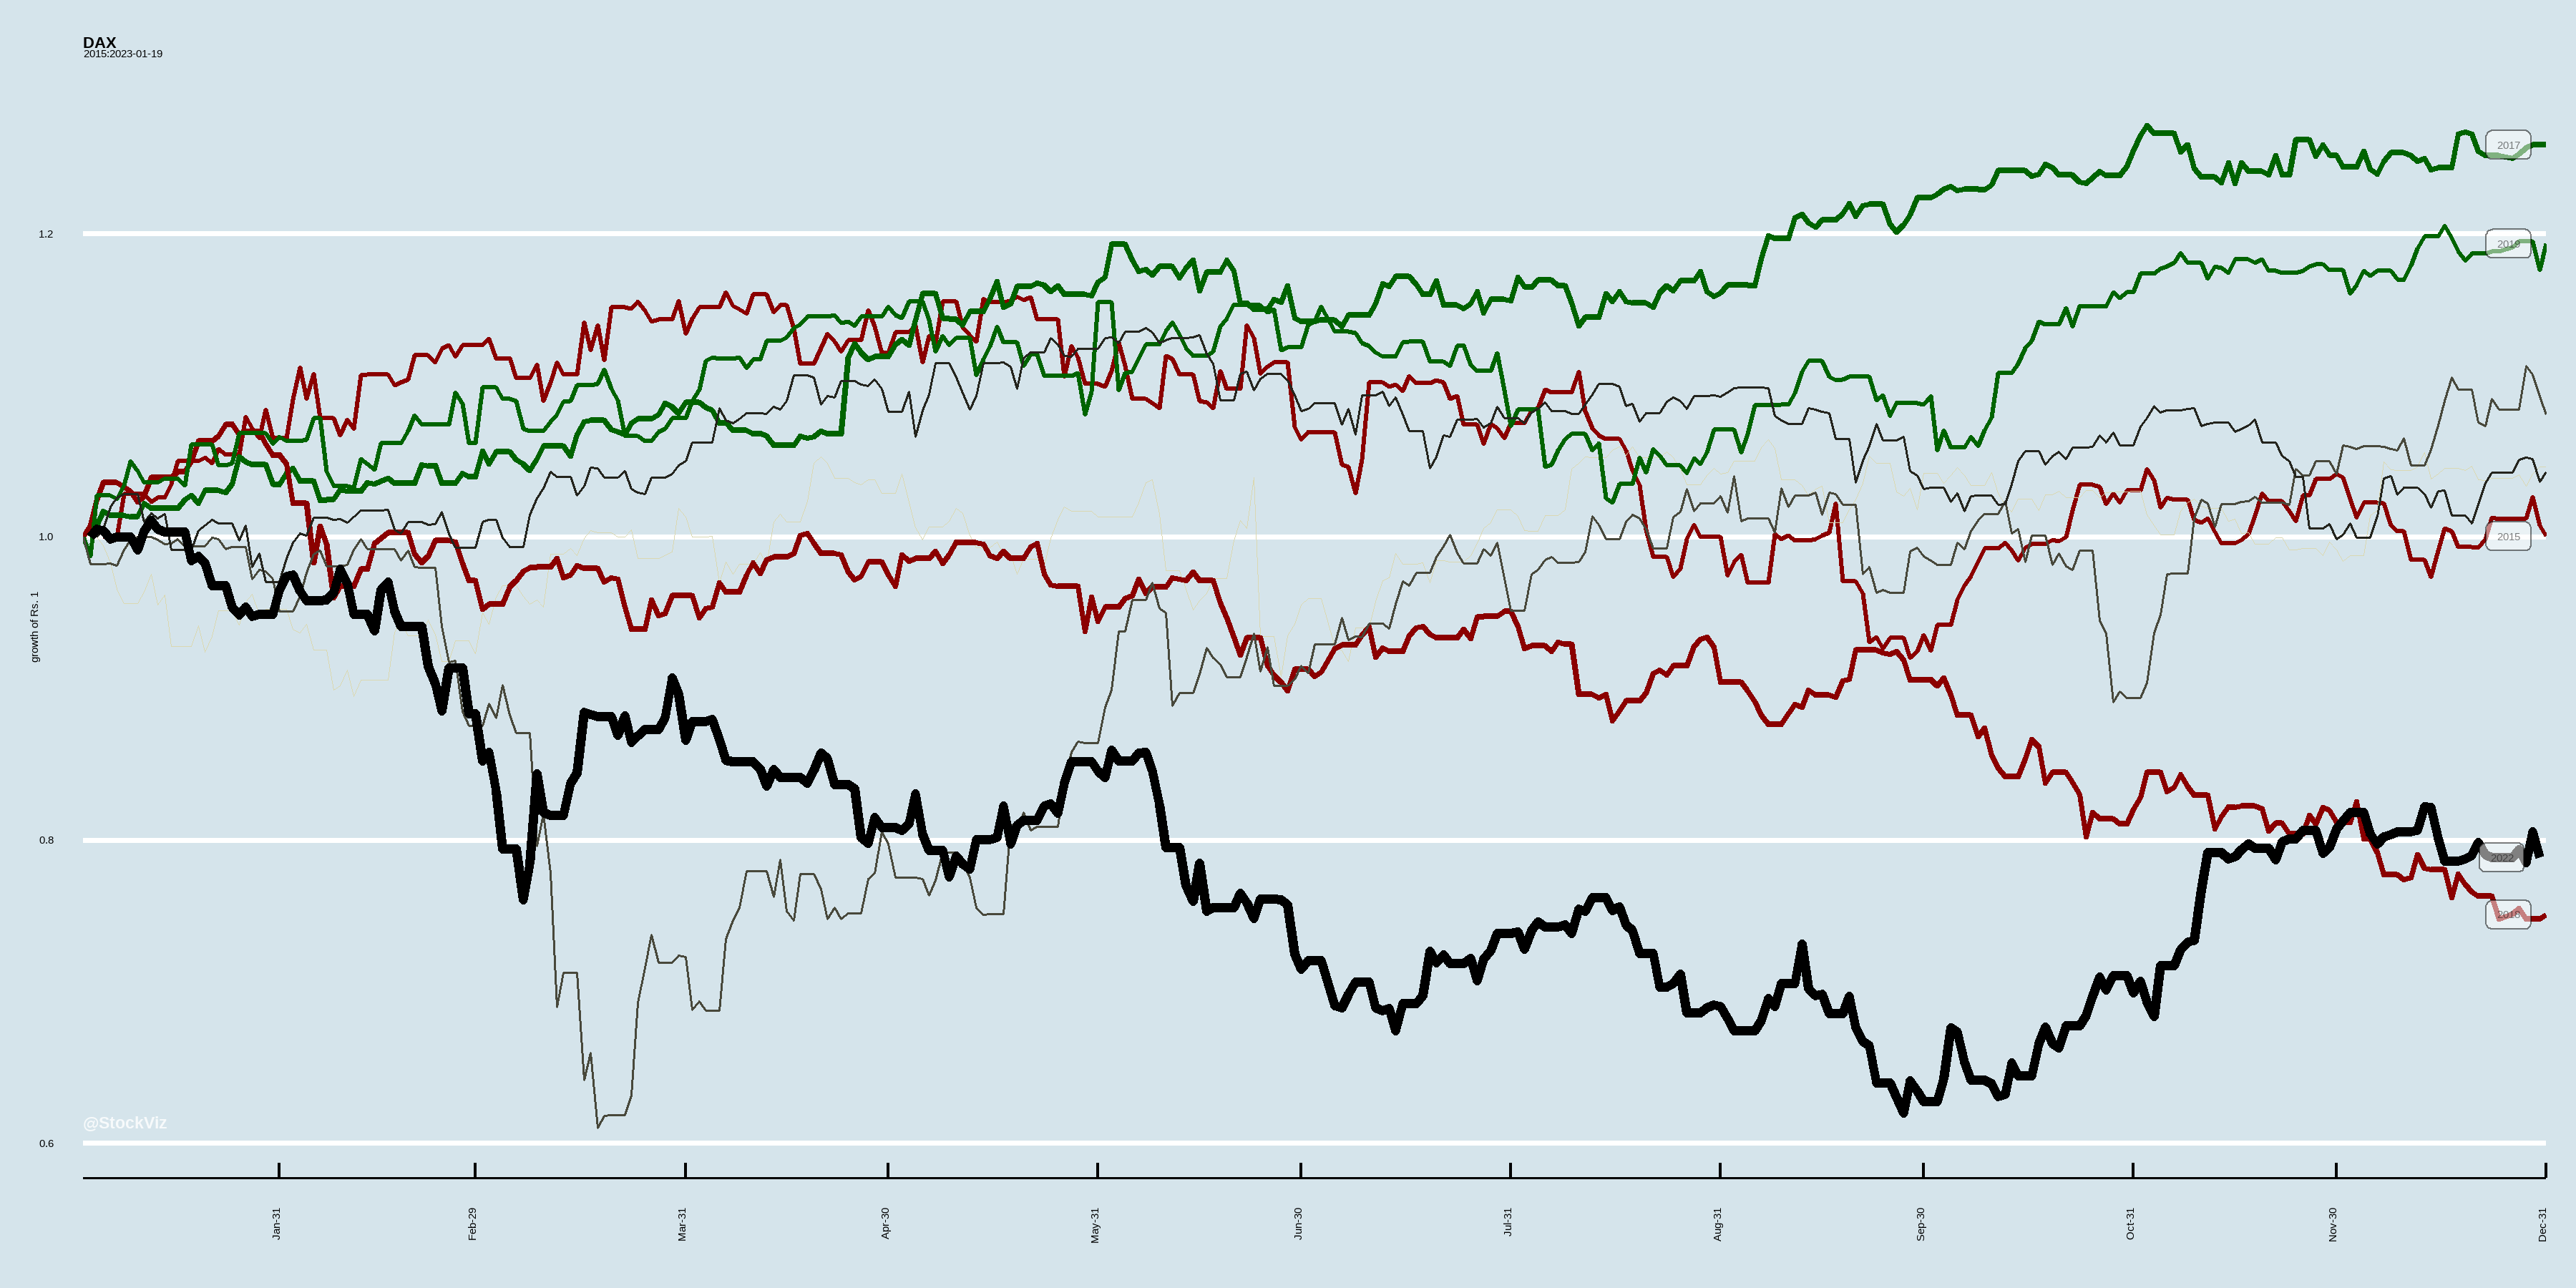 DAX
2015:2023-01-19
2017
1.2
2019
1.0
2015
growth of Rs. 1
0.8
2022
2018
@StockViz
0.6
Jan-31
Feb-29
Mar-31
Apr-30
May-31
Jun-30
Jul-31
Aug-31
Sep-30
Oct-31
Nov-30
Dec-31